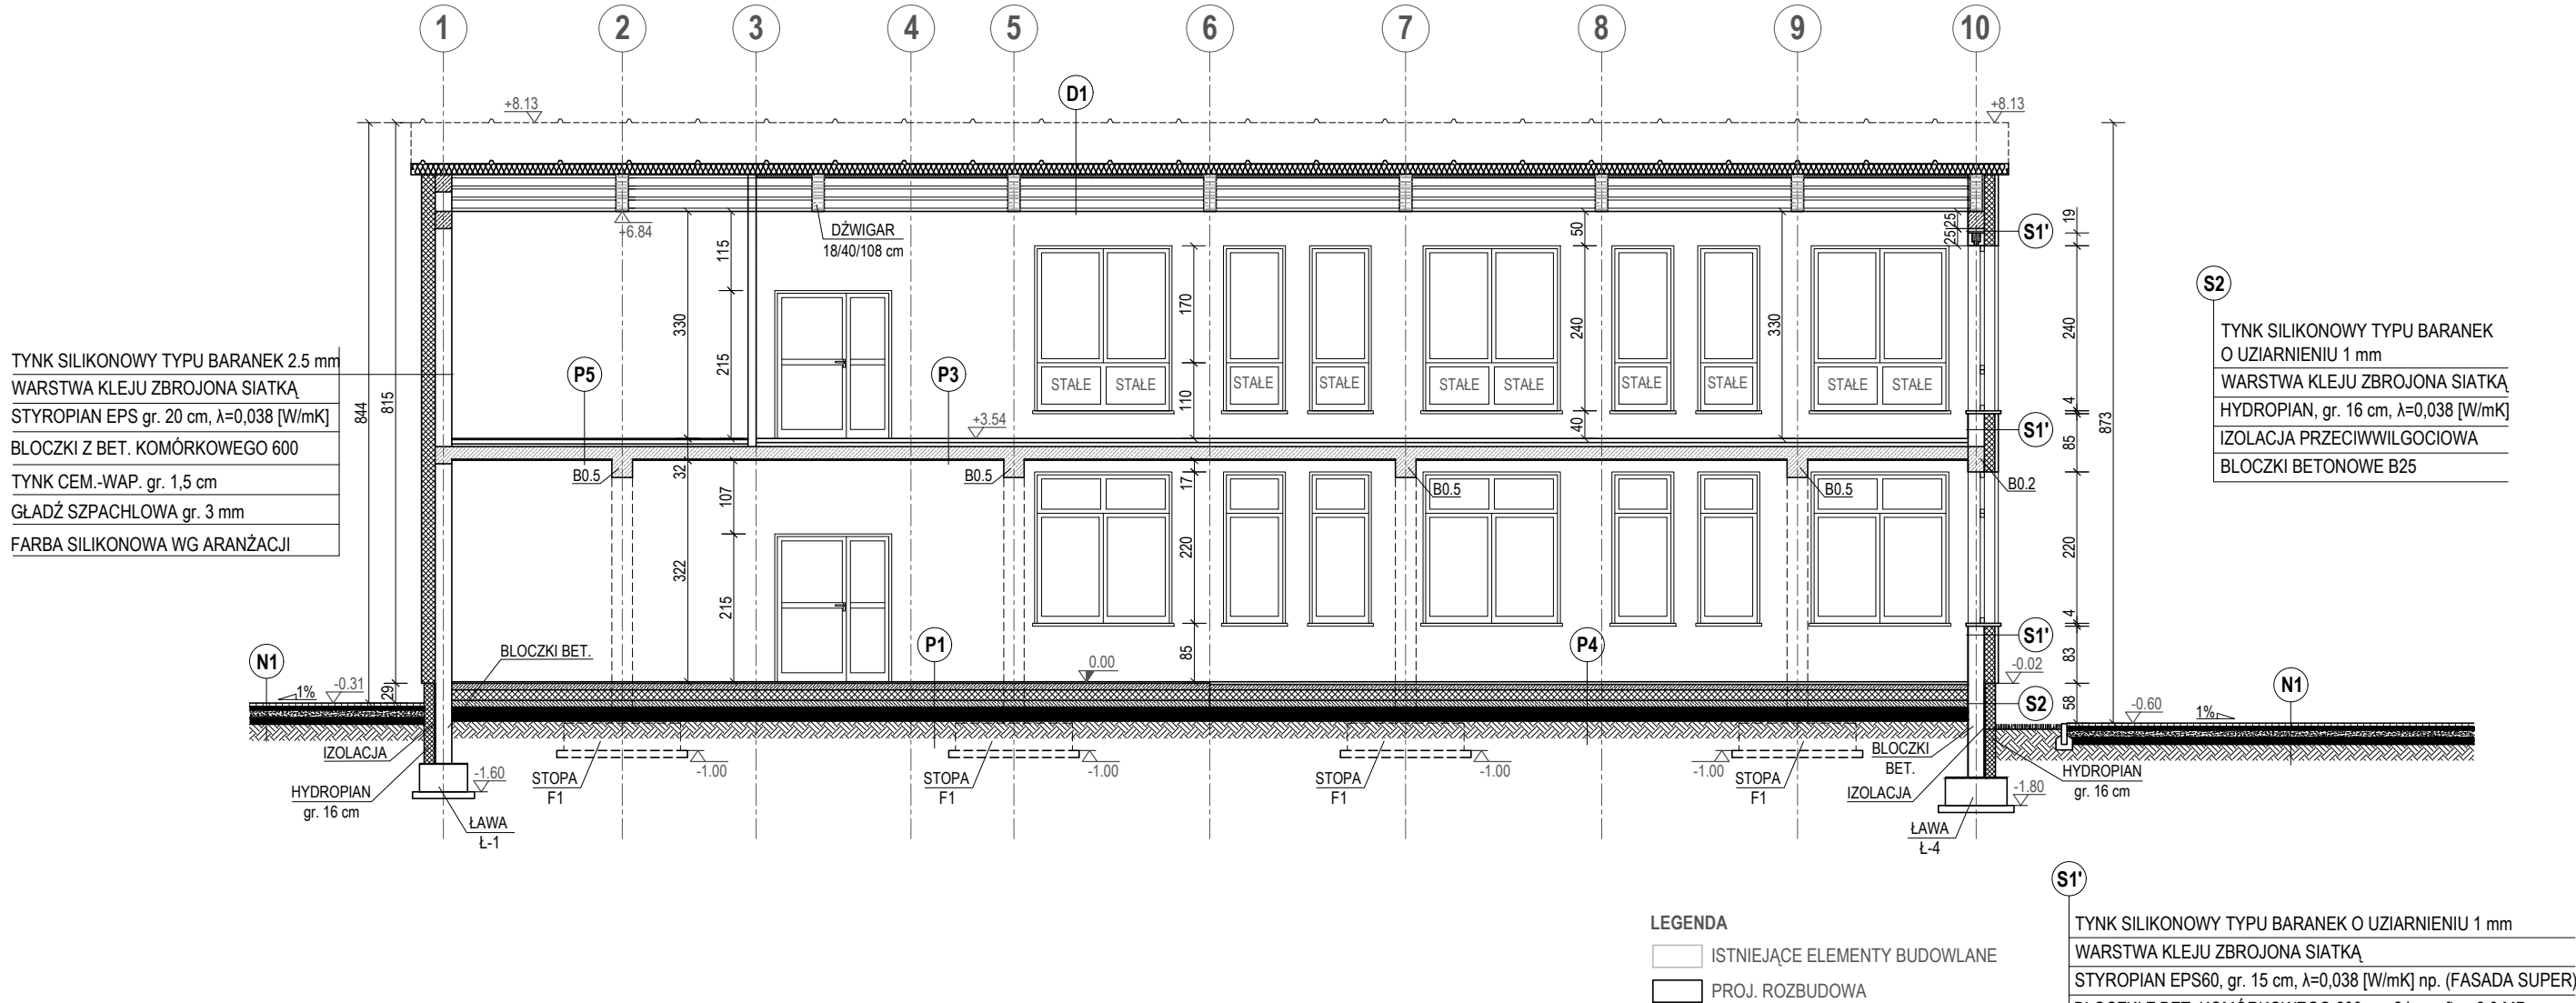 1 2 3 4 5 6 7 8 9 10
D1
+8.13 +8.13
+6.84
DŹWIGAR
18/40/108 cm
115
330
215
50
240
40
330
170
110
25 25
19
240
4
85
220
4
83
58
873
844
815
29
S1'
S1'
S1'
S2
TYNK SILIKONOWY TYPU BARANEK 2.5 mm
WARSTWA KLEJU ZBROJONA SIATKĄ
STYROPIAN EPS gr. 20 cm, λ=0,038 [W/mK]
BLOCZKI Z BET. KOMÓRKOWEGO 600
TYNK CEM.-WAP. gr. 1,5 cm
GŁADŹ SZPACHLOWA gr. 3 mm
FARBA SILIKONOWA WG ARANŻACJI
S2
TYNK SILIKONOWY TYPU BARANEK
O UZIARNIENIU 1 mm
WARSTWA KLEJU ZBROJONA SIATKĄ
HYDROPIAN, gr. 16 cm, λ=0,038 [W/mK]
IZOLACJA PRZECIWWILGOCIOWA
BLOCZKI BETONOWE B25
P5 P3
STAŁE STAŁE STAŁE STAŁE STAŁE STAŁE STAŁE STAŁE STAŁE STAŁE
+3.54
B0.5 B0.5 B0.5 B0.5 B0.2
32
107
322
215
17
220
85
N1
1%
-0.31
BLOCZKI BET.
P1
0.00
P4
-0.02
-0.60
1%
N1
IZOLACJA
HYDROPIAN
gr. 16 cm
-1.60
ŁAWA
Ł-1
STOPA
F1
-1.00
STOPA
F1
-1.00
STOPA
F1
-1.00
STOPA
F1
-1.00
BLOCZKI
BET.
IZOLACJA
HYDROPIAN
gr. 16 cm
-1.80
ŁAWA
Ł-4
LEGENDA
ISTNIEJĄCE ELEMENTY BUDOWLANE
PROJ. ROZBUDOWA
S1'
TYNK SILIKONOWY TYPU BARANEK O UZIARNIENIU 1 mm
WARSTWA KLEJU ZBROJONA SIATKĄ
STYROPIAN EPS60, gr. 15 cm, λ=0,038 [W/mK] np. (FASADA SUPER)